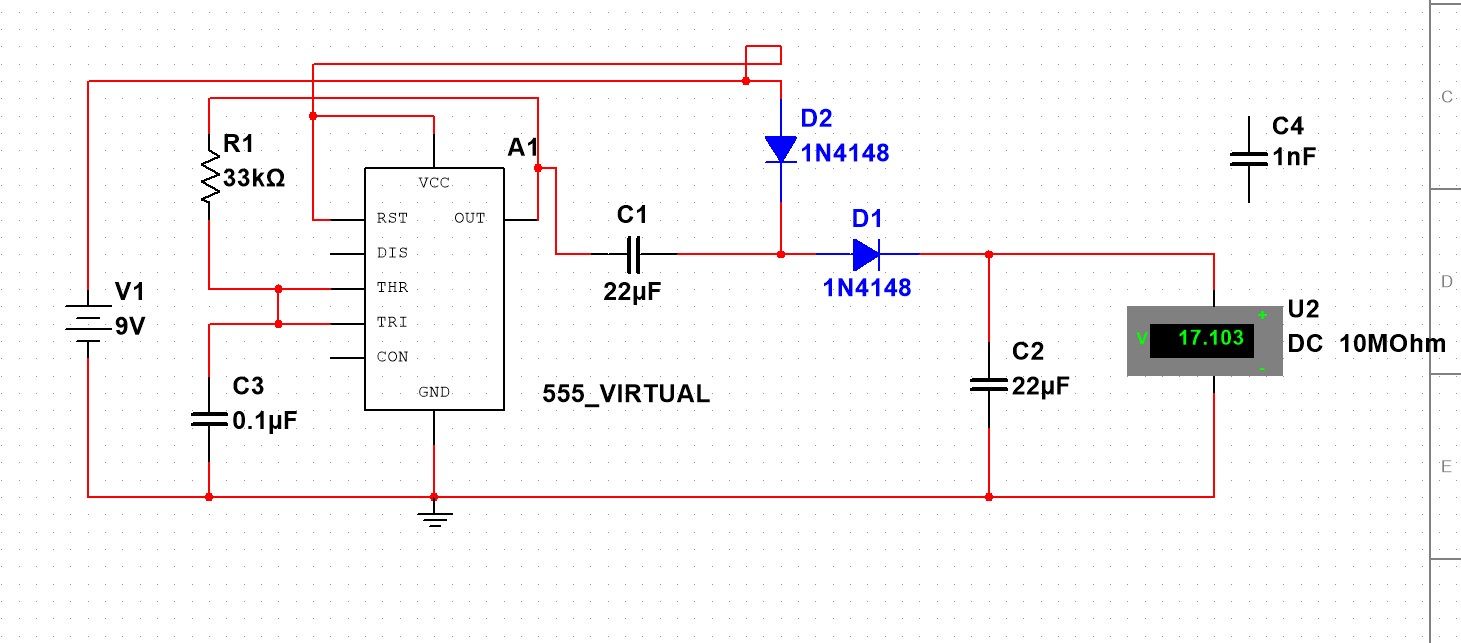 C
D2
1N4148
C4
1nF
R1
33kΩ
A1
VCC
RST
OUT
DIS
THR
TRI
CON
GND
C1
22µF
D1
1N4148
D
V1
9V
U2
V 17.103
+
-
DC 10MOhm
C3
0.1µF
555_VIRTUAL
C2
22µF
E